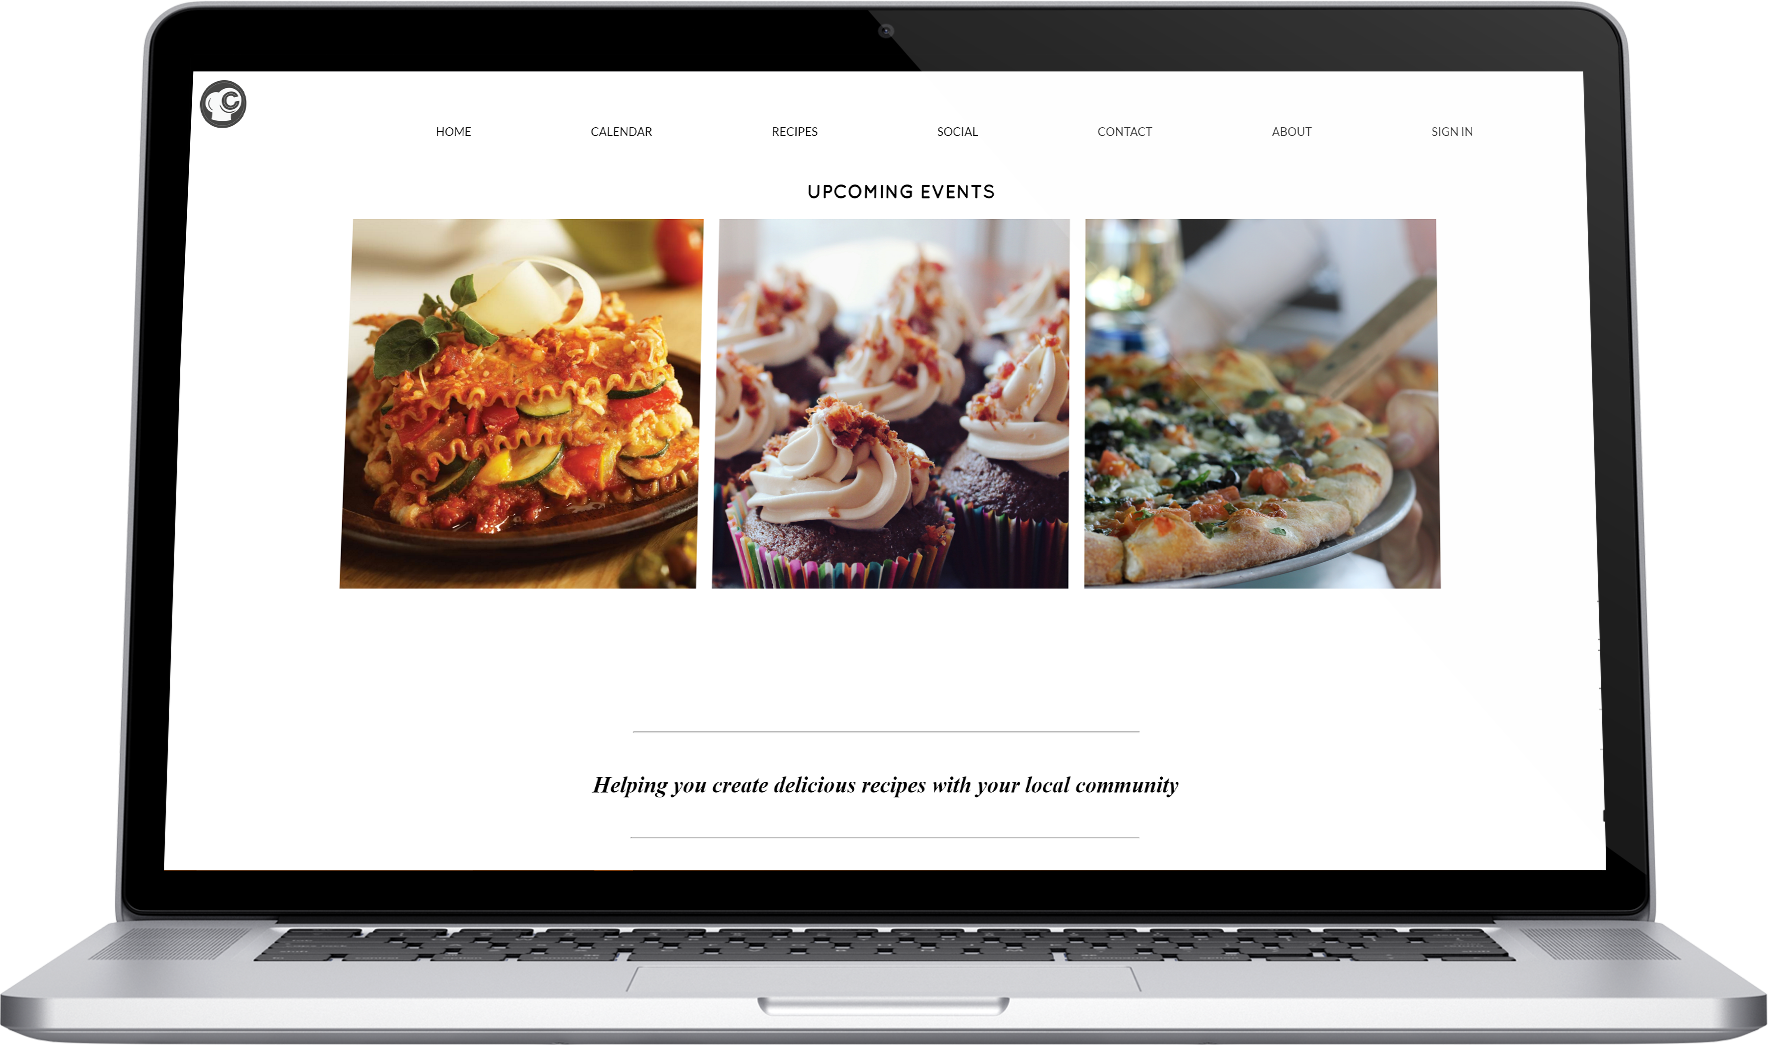 C
HOME CALENDAR RECIPES SOCIAL CONTACT ABOUT SIGN IN
UPCOMING EVENTS
Helping you create delicious recipes with your local community